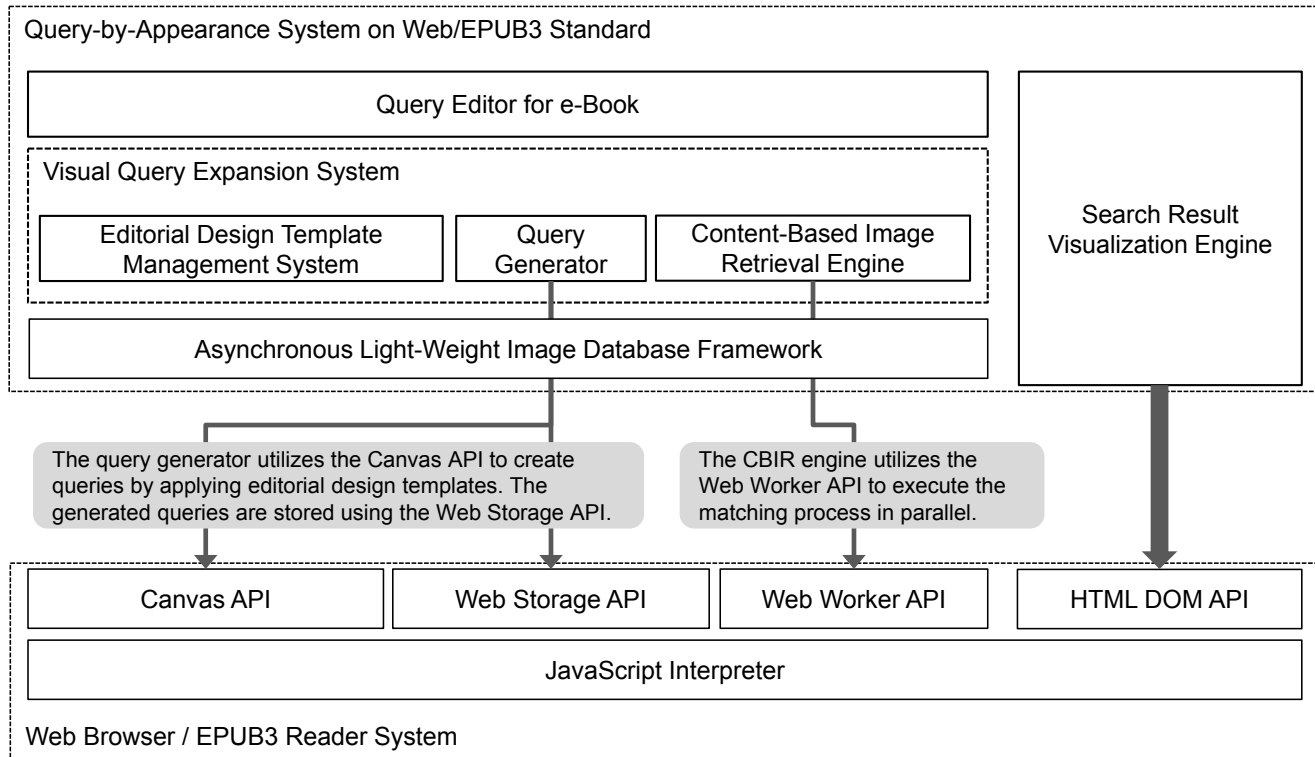 Query-by-Appearance System on Web/EPUB3 Standard
Query Editor for e-Book
Visual Query Expansion System
Editorial Design Template
Management System
Query
Generator
Content-Based Image
Retrieval Engine
Search Result
Visualization Engine
Asynchronous Light-Weight Image Database Framework
The query generator utilizes the Canvas API to create
queries by applying editorial design templates. The
generated queries are stored using the Web Storage API.
The CBIR engine utilizes the
Web Worker API to execute the
matching process in parallel.
Canvas API
Web Storage API
Web Worker API
HTML DOM API
JavaScript Interpreter
Web Browser / EPUB3 Reader System